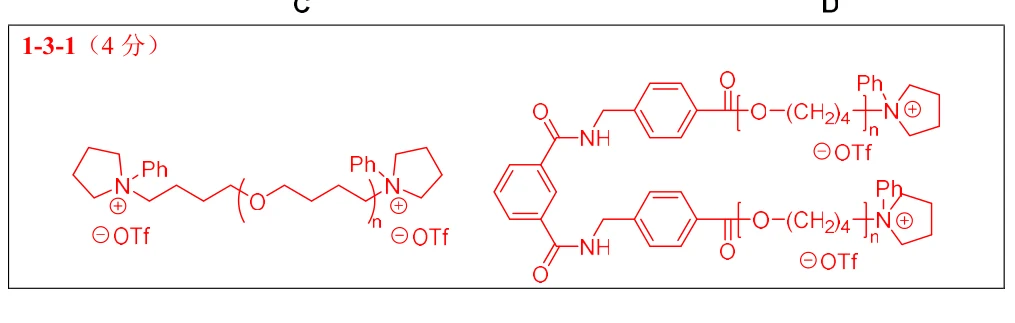 C D
1-3-1（4 分）
O O Ph
NH O (CH₂)₄ N ⊕
n
⊖OTf
Ph Ph
N N
⊕ O n ⊕
⊖OTf ⊖OTf
Ph
NH O (CH₂)₄ N ⊕
n
O O
⊖OTf